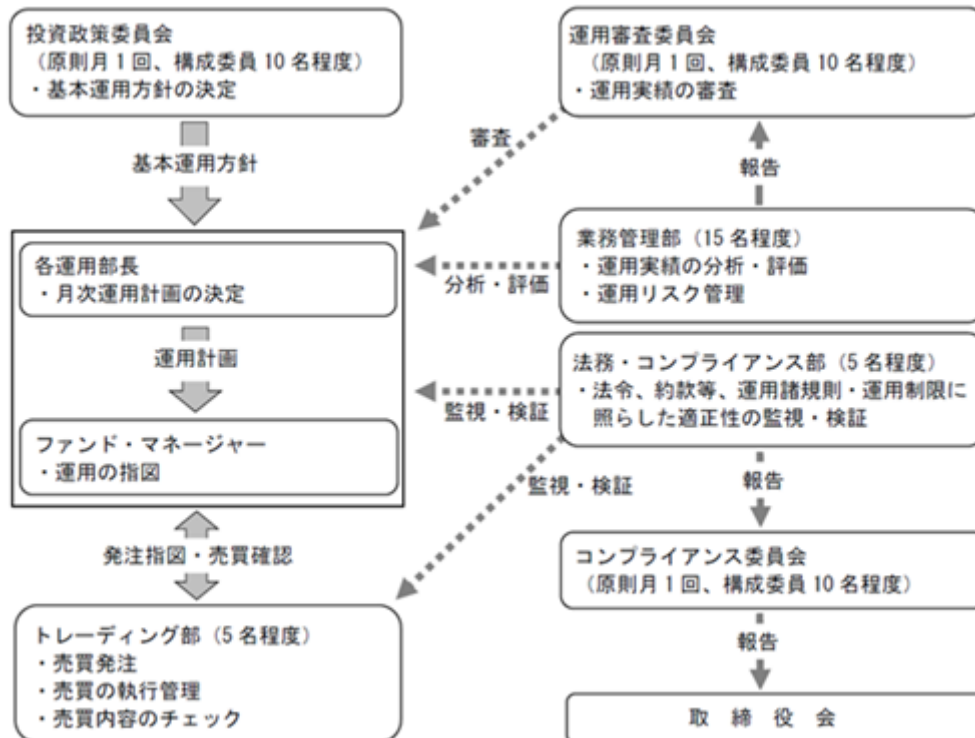 投資政策委員会
（原則月1回、構成委員10名程度）
・基本運用方針の決定
基本運用方針
各運用部長
・月次運用計画の決定
運用計画
ファンド・マネージャー
・運用の指図
発注指図・売買確認
トレーディング部（5名程度）
・売買発注
・売買の執行管理
・売買内容のチェック
運用審査委員会
（原則月1回、構成委員10名程度）
・運用実績の審査
審査
報告
業務管理部（15名程度）
・運用実績の分析・評価
・運用リスク管理
分析・評価
法務・コンプライアンス部（5名程度）
・法令、約款等、運用諸規則・運用制限に
照らした適正性の監視・検証
監視・検証
監視・検証
報告
コンプライアンス委員会
（原則月1回、構成委員10名程度）
報告
取締役会